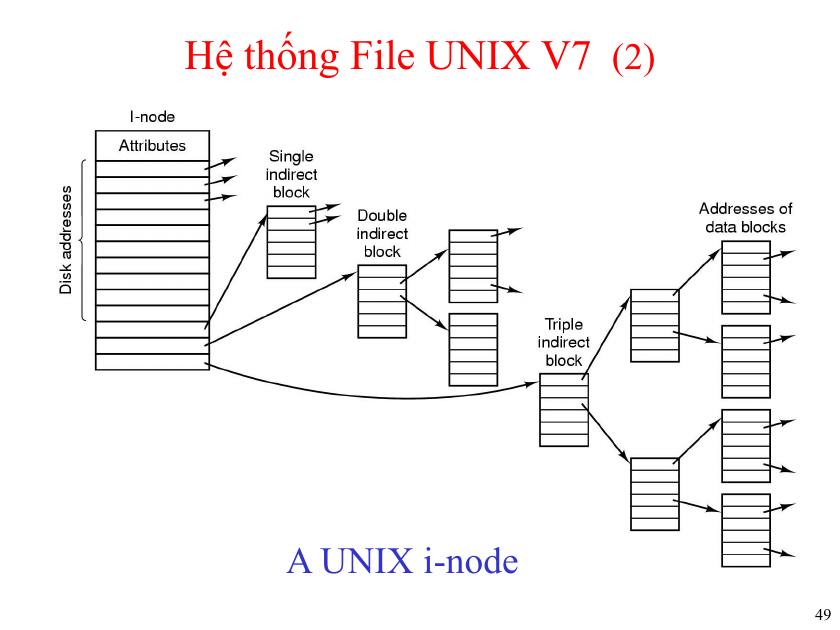 Hệ thống File UNIX V7 (2)
I-node
Attributes
Disk addresses
Single
indirect
block
Double
indirect
block
Triple
indirect
block
Addresses of
data blocks
A UNIX i-node
49